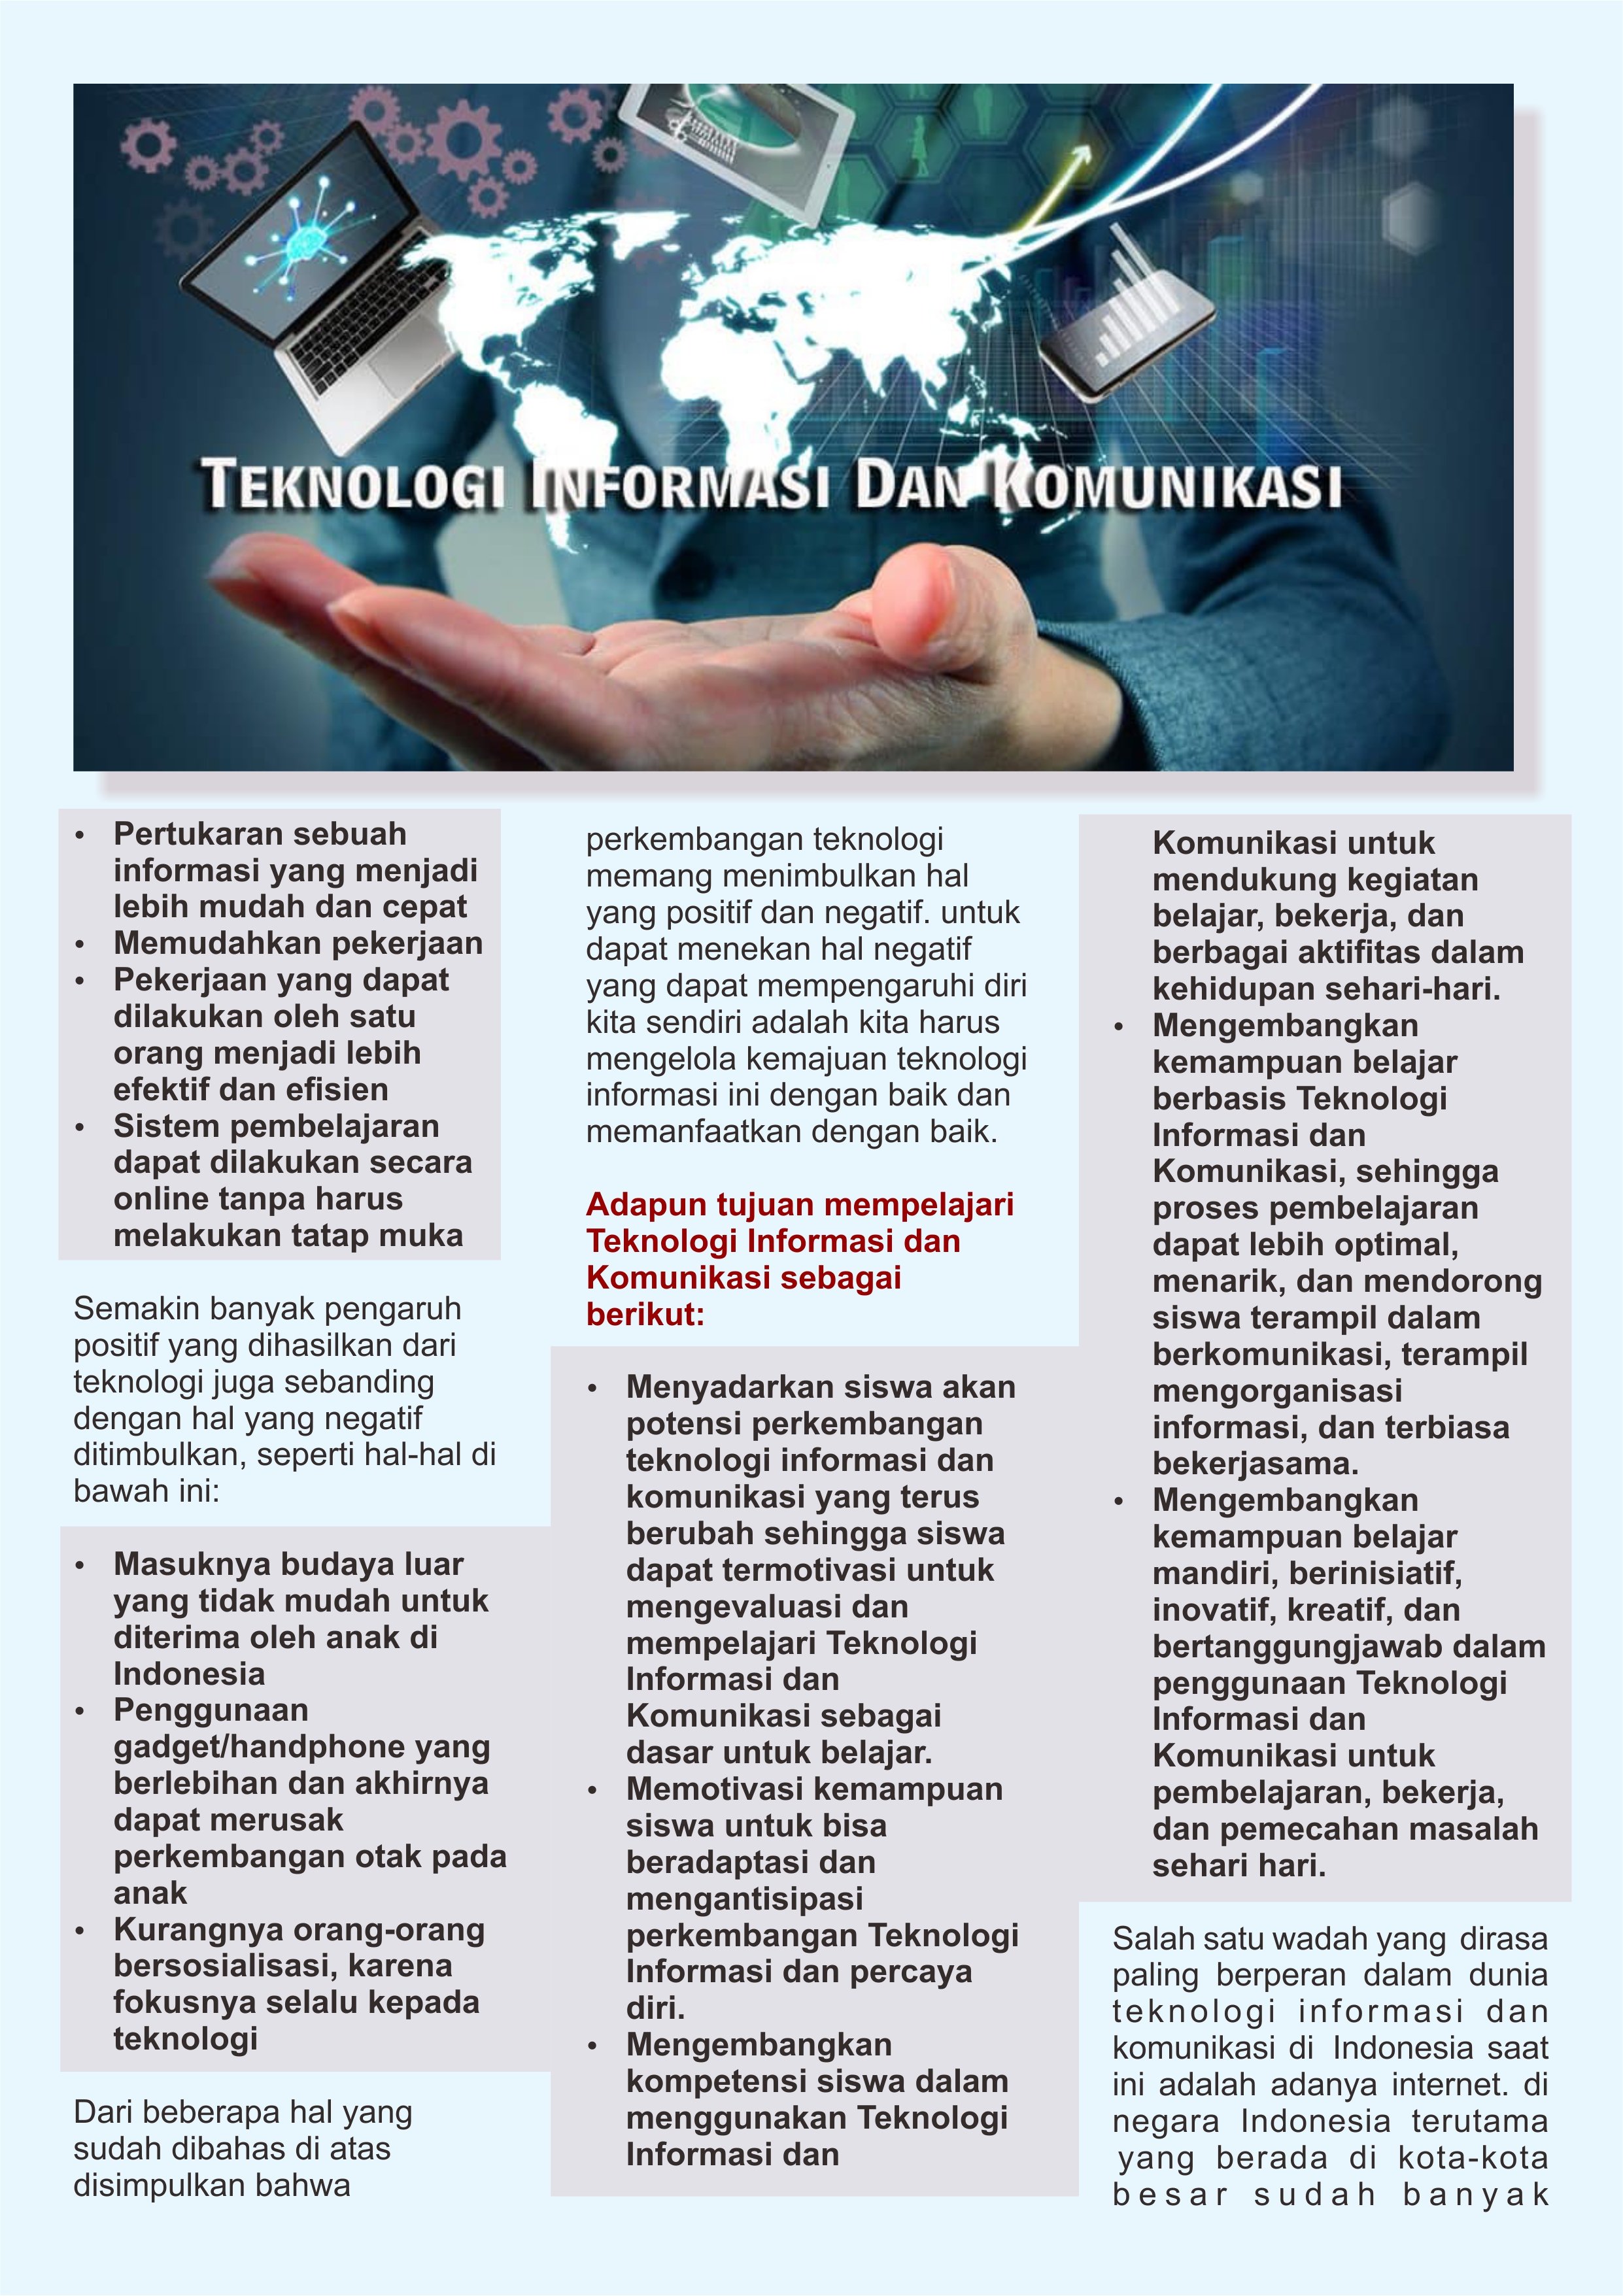 TEKNOLOGI INFORMASI DAN KOMUNIKASI
• Pertukaran sebuah
informasi yang menjadi
lebih mudah dan cepat
• Memudahkan pekerjaan
• Pekerjaan yang dapat
dilakukan oleh satu
orang menjadi lebih
efektif dan efisien
• Sistem pembelajaran
dapat dilakukan secara
online tanpa harus
melakukan tatap muka
Semakin banyak pengaruh
positif yang dihasilkan dari
teknologi juga sebanding
dengan hal yang negatif
ditimbulkan, seperti hal-hal di
bawah ini:
• Masuknya budaya luar
yang tidak mudah untuk
diterima oleh anak di
Indonesia
• Penggunaan
gadget/handphone yang
berlebihan dan akhirnya
dapat merusak
perkembangan otak pada
anak
• Kurangnya orang-orang
bersosialisasi, karena
fokusnya selalu kepada
teknologi
Dari beberapa hal yang
sudah dibahas di atas
disimpulkan bahwa
perkembangan teknologi
memang menimbulkan hal
yang positif dan negatif. untuk
dapat menekan hal negatif
yang dapat mempengaruhi diri
kita sendiri adalah kita harus
mengelola kemajuan teknologi
informasi ini dengan baik dan
memanfaatkan dengan baik.
Adapun tujuan mempelajari
Teknologi Informasi dan
Komunikasi sebagai
berikut:
• Menyadarkan siswa akan
potensi perkembangan
teknologi informasi dan
komunikasi yang terus
berubah sehingga siswa
dapat termotivasi untuk
mengevaluasi dan
mempelajari Teknologi
Informasi dan
Komunikasi sebagai
dasar untuk belajar.
• Memotivasi kemampuan
siswa untuk bisa
beradaptasi dan
mengantisipasi
perkembangan Teknologi
Informasi dan percaya
diri.
• Mengembangkan
kompetensi siswa dalam
menggunakan Teknologi
Informasi dan
Komunikasi untuk
mendukung kegiatan
belajar, bekerja, dan
berbagai aktifitas dalam
kehidupan sehari-hari.
• Mengembangkan
kemampuan belajar
berbasis Teknologi
Informasi dan
Komunikasi, sehingga
proses pembelajaran
dapat lebih optimal,
menarik, dan mendorong
siswa terampil dalam
berkomunikasi, terampil
mengorganisasi
informasi, dan terbiasa
bekerjasama.
• Mengembangkan
kemampuan belajar
mandiri, berinisiatif,
inovatif, kreatif, dan
bertanggungjawab dalam
penggunaan Teknologi
Informasi dan
Komunikasi untuk
pembelajaran, bekerja,
dan pemecahan masalah
sehari hari.
Salah satu wadah yang dirasa
paling berperan dalam dunia
teknologi informasi dan
komunikasi di Indonesia saat
ini adalah adanya internet. di
negara Indonesia terutama
yang berada di kota-kota
besar sudah banyak